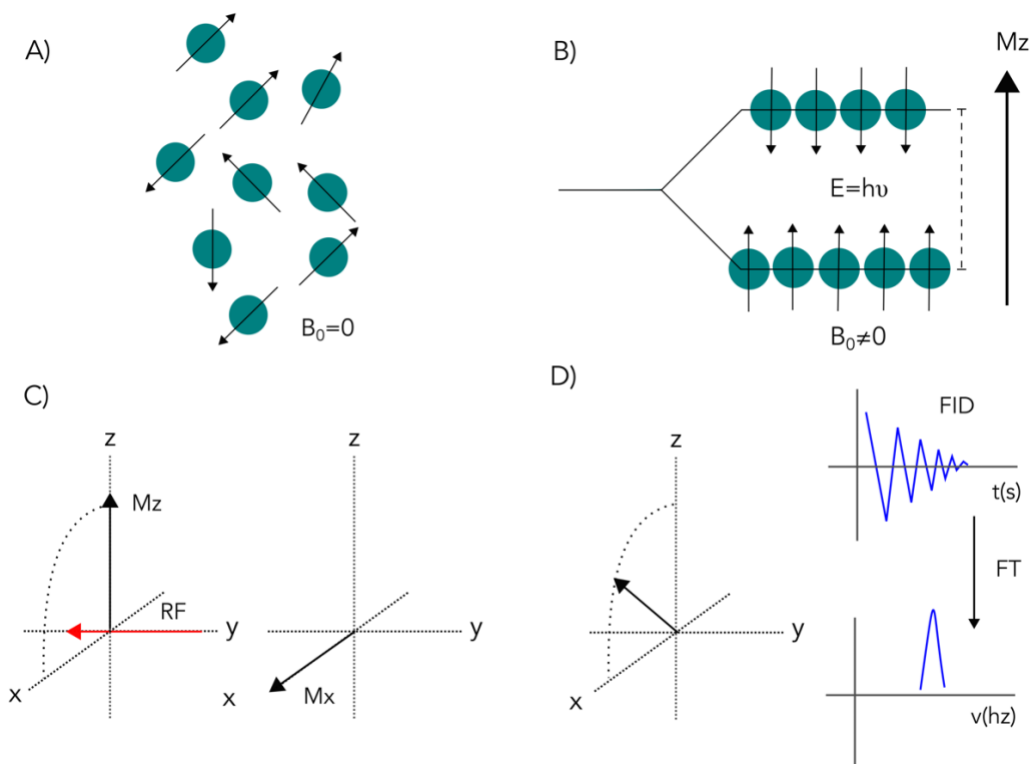 A)
B₀=0
B)
Mz
E=hυ
B₀≠0
C)
z
Mz
RF
y
x
z
y
x
Mx
D)
z
y
x
FID
t(s)
FT
v(hz)